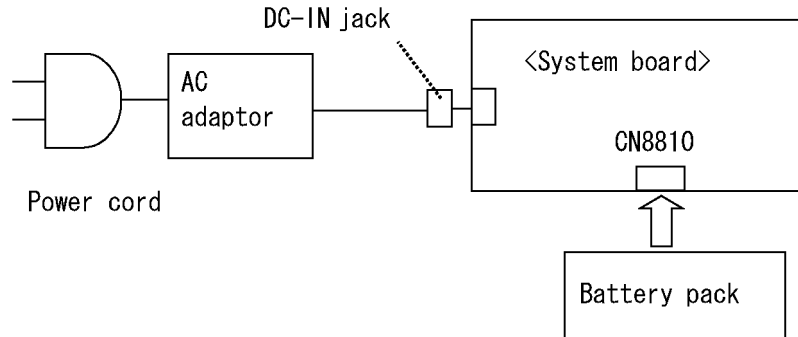 DC-IN jack
<System board>
AC
adaptor
CN8810
Power cord
Battery pack